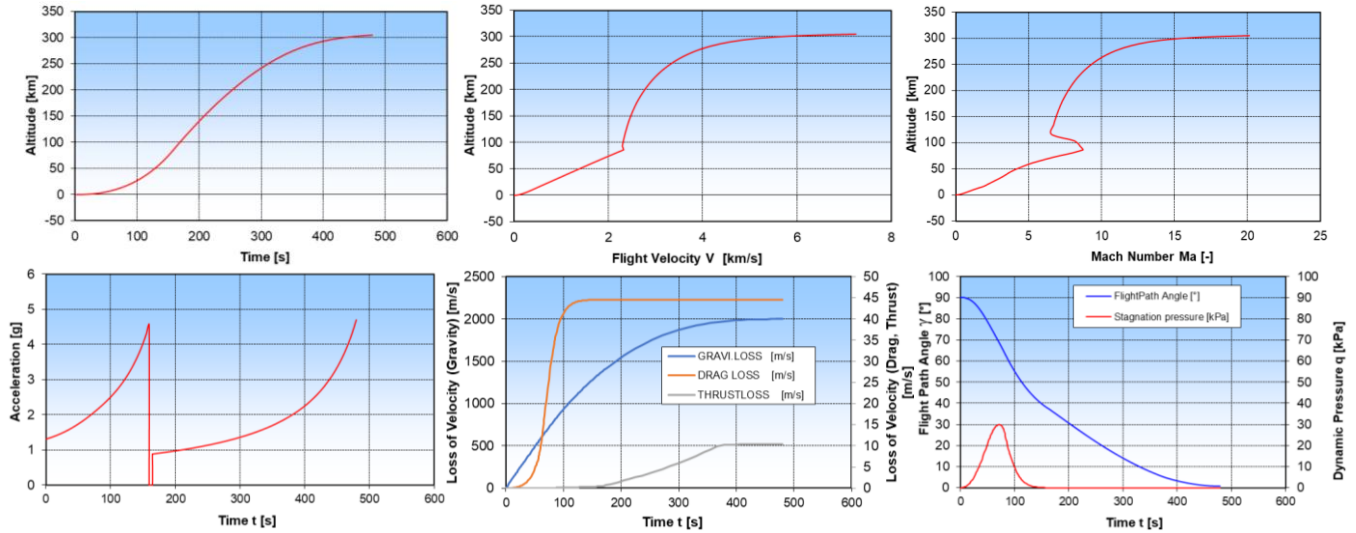 350
300
250
200
150
100
50
0
-50
Altitude [km]
0 100 200 300 400 500 600
Time [s]
350
300
250
200
150
100
50
0
-50
Altitude [km]
0 2 4 6 8
Flight Velocity V [km/s]
350
300
250
200
150
100
50
0
-50
Altitude [km]
0 5 10 15 20 25
Mach Number Ma [-]
6
5
4
3
2
1
0
Acceleration [g]
0 100 200 300 400 500 600
Time t [s]
2500
2000
1500
1000
500
0
Loss of Velocity (Gravity) [m/s]
GRAVI.LOSS [m/s]
DRAG LOSS [m/s]
THRUSTLOSS [m/s]
50
45
40
35
30
25
20
15
10
5
0
Loss of Velocity (Drag, Thrust)
[m/s]
0 100 200 300 400 500 600
Time t [s]
100
90
80
70
60
50
40
30
20
10
0
Flight Path Angle γ [°]
FlightPath Angle [°]
Stagnation pressure [kPa]
100
90
80
70
60
50
40
30
20
10
0
Dynamic Pressure q [kPa]
0 100 200 300 400 500 600
Time t [s]